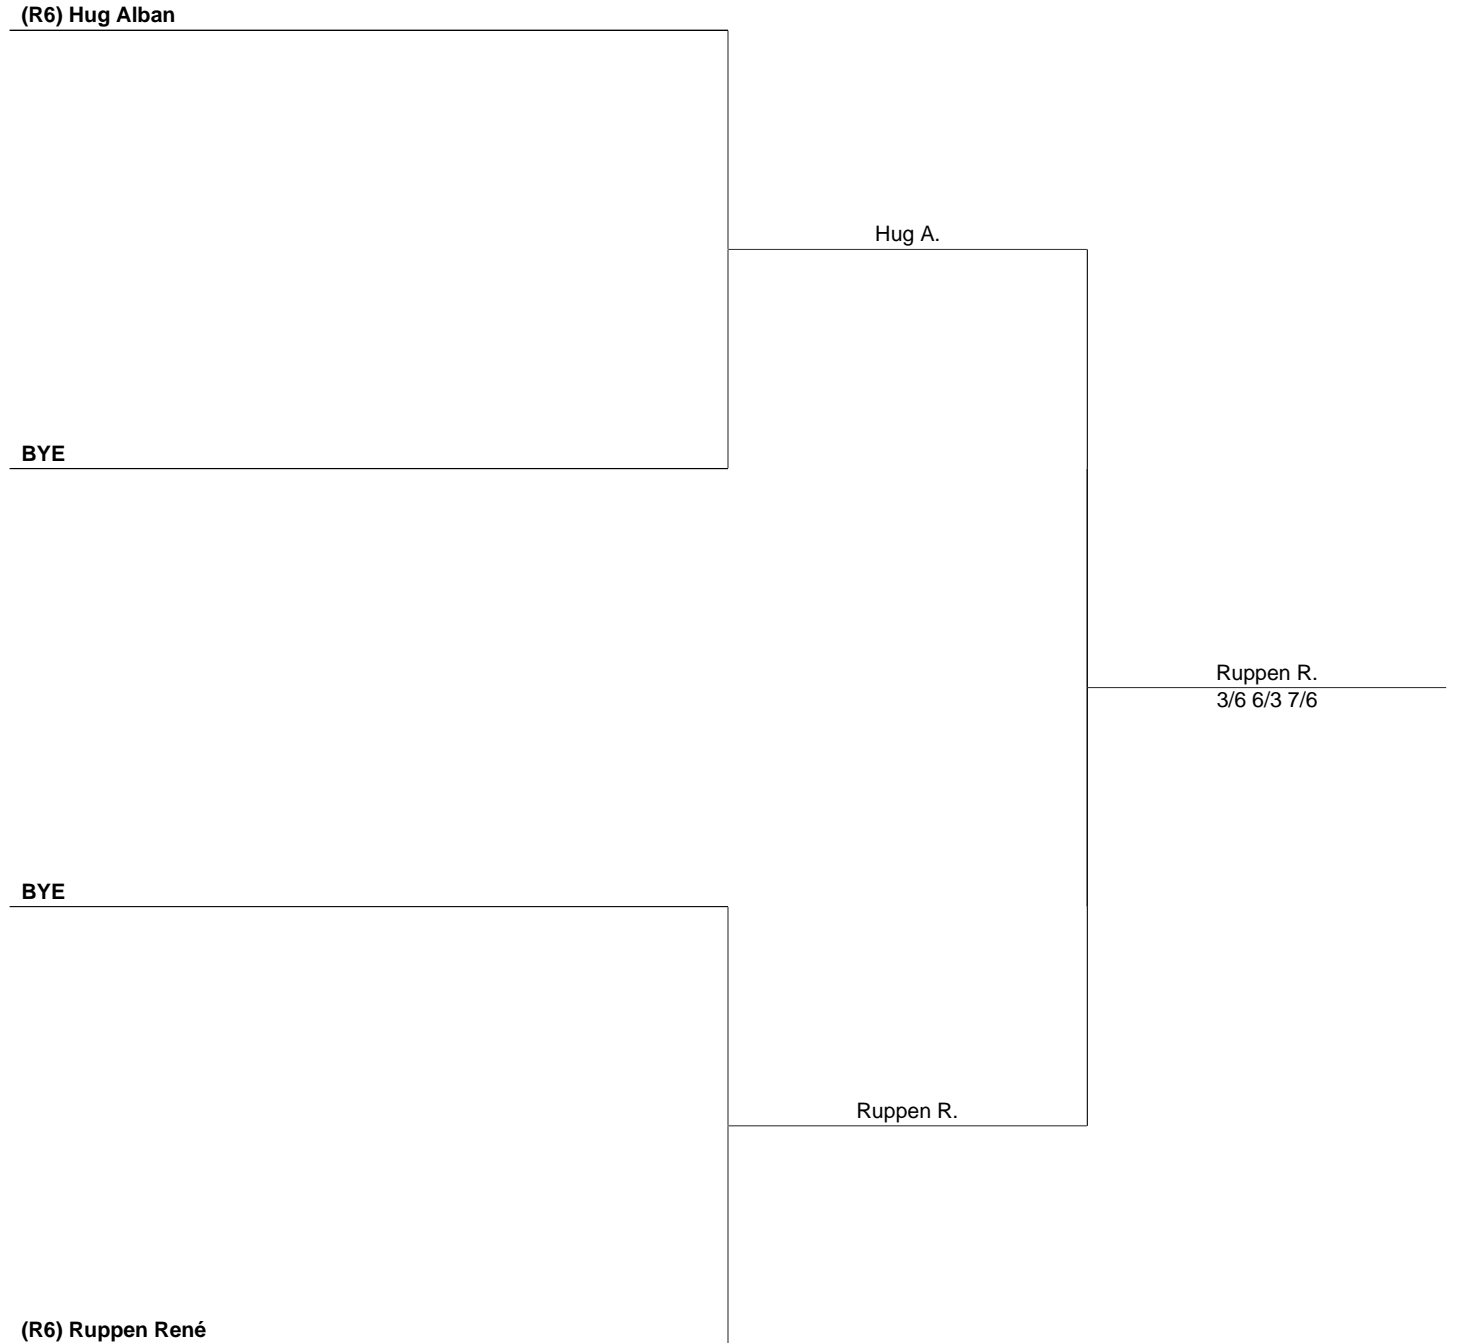 (R6) Hug Alban
Hug A.
BYE
Ruppen R.
3/6 6/3 7/6
BYE
Ruppen R.
(R6) Ruppen René